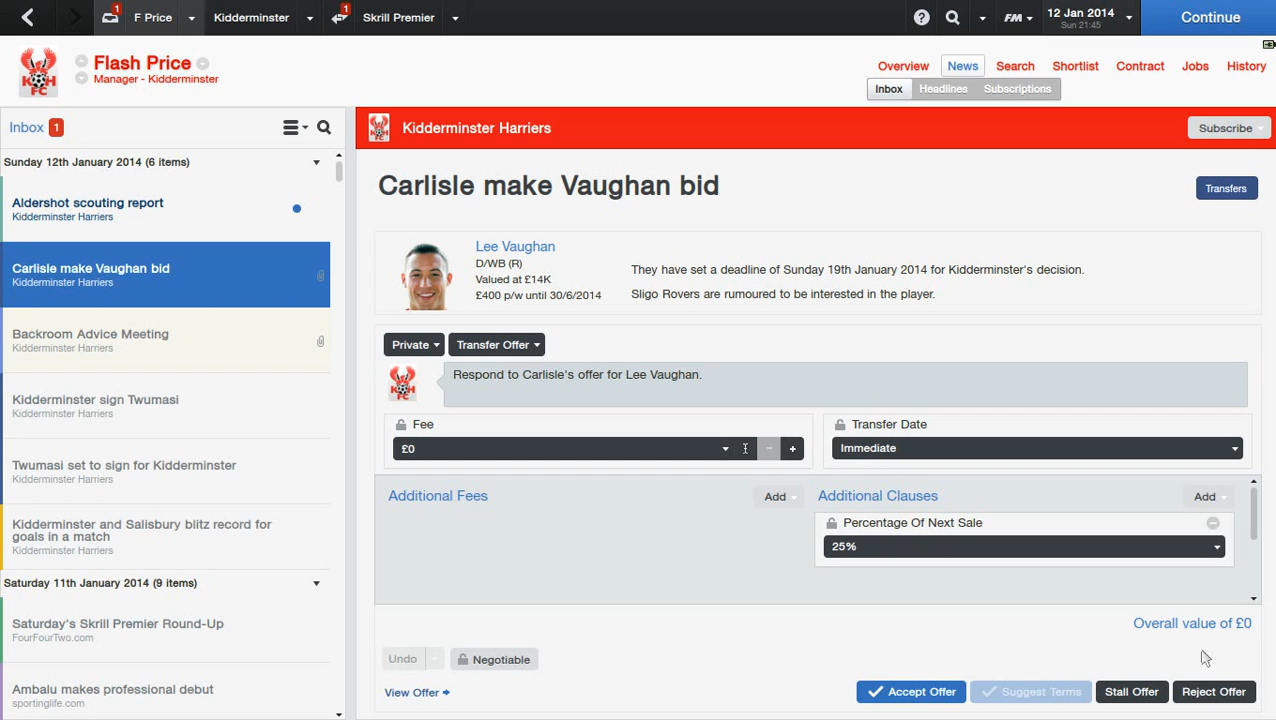 1
F Price
Kidderminster
1
Skrill Premier
FM
12 Jan 2014
Sun 21:45
Continue
Flash Price
Manager - Kidderminster
Overview
News
Search
Shortlist
Contract
Jobs
History
Inbox
Headlines
Subscriptions
Inbox 1
Kidderminster Harriers
Subscribe
Sunday 12th January 2014 (6 items)
Aldershot scouting report
Kidderminster Harriers
Carlisle make Vaughan bid
Kidderminster Harriers
Backroom Advice Meeting
Kidderminster Harriers
Kidderminster sign Twumasi
Kidderminster Harriers
Twumasi set to sign for Kidderminster
Kidderminster Harriers
Kidderminster and Salisbury blitz record for
goals in a match
Kidderminster Harriers
Saturday 11th January 2014 (9 items)
Saturday's Skrill Premier Round-Up
FourFourTwo.com
Ambalu makes professional debut
sportinglife.com
Carlisle make Vaughan bid
Transfers
Lee Vaughan
D/WB (R)
Valued at £14K
£400 p/w until 30/6/2014
They have set a deadline of Sunday 19th January 2014 for Kidderminster's decision.
Sligo Rovers are rumoured to be interested in the player.
Private
Transfer Offer
Respond to Carlisle's offer for Lee Vaughan.
Fee
£0
Transfer Date
Immediate
Additional Fees
Add
Additional Clauses
Add
Percentage Of Next Sale
25%
Overall value of £0
Undo
Negotiable
View Offer
Accept Offer
Suggest Terms
Stall Offer
Reject Offer